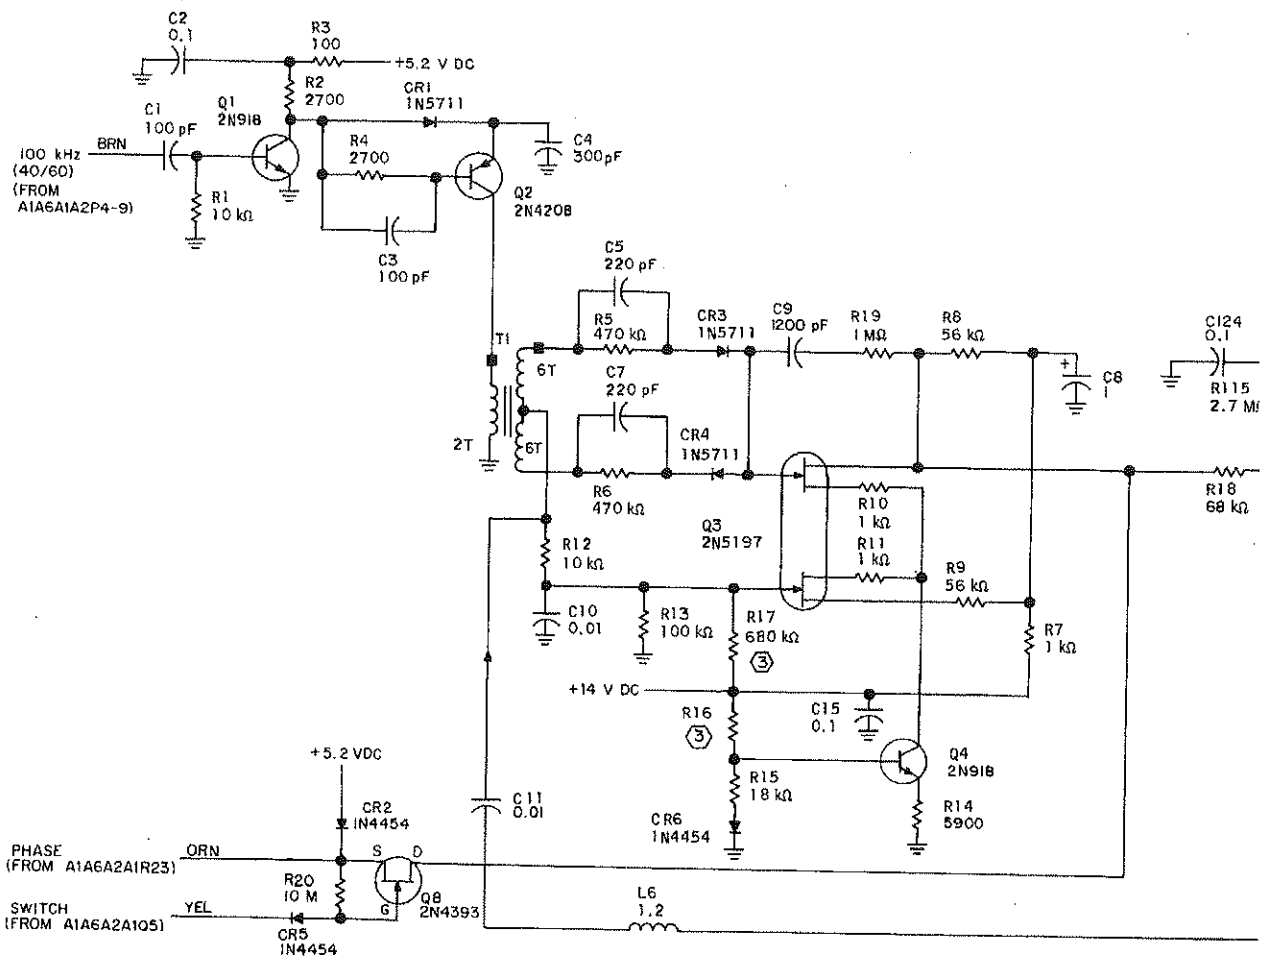 C2
0.1
R3
100
+5.2 V DC
R2
2700
CR1
1N5711
Q1
2N918
C1
100 pF
BRN
100 kHz
(40/60)
(FROM
A1A6A1A2P4-9)
R1
10 kΩ
R4
2700
C4
300 pF
Q2
2N4208
C3
100 pF
C5
220 pF
R5
470 kΩ
CR3
1N5711
C9
1200 pF
R19
1 MΩ
R8
56 kΩ
C124
0.1
T1
6T
C7
220 pF
+
C8
1
R115
2.7 M
2T
6T
CR4
1N5711
R6
470 kΩ
R18
68 kΩ
R10
1 kΩ
Q3
2N5197
R11
1 kΩ
R12
10 kΩ
R9
56 kΩ
C10
0.01
R13
100 kΩ
R17
680 kΩ
3
R7
1 kΩ
+14 V DC
R16
3
C15
0.1
Q4
2N918
R15
18 kΩ
+5.2 VDC
C11
0.01
CR6
1N4454
R14
5900
CR2
1N4454
PHASE
(FROM A1A6A2A1R23)
ORN
S
D
R20
10 M
Q8
2N4393
G
SWITCH
(FROM A1A6A2A1Q5)
YEL
CR5
1N4454
L6
1.2